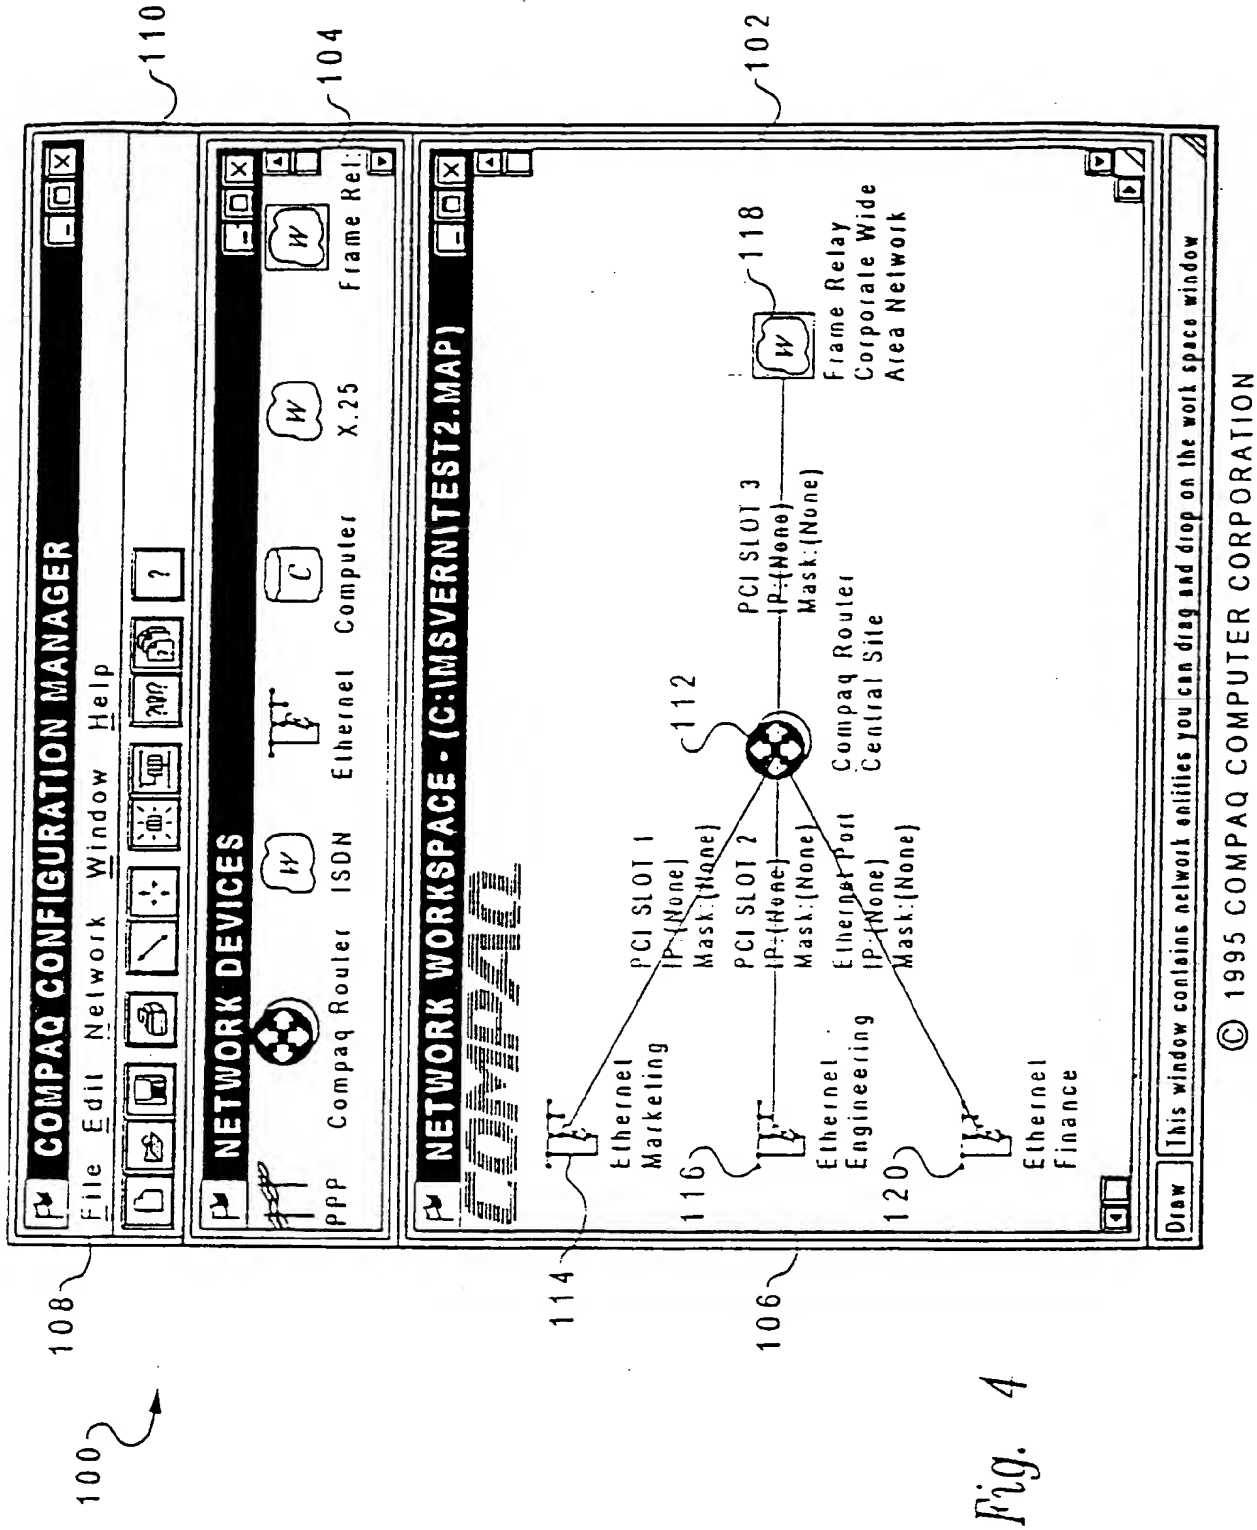 100
108
110
COMPAQ CONFIGURATION MANAGER
File Edit Network Window Help
?
104
NETWORK DEVICES
W W W
C
PPP Compaq Router ISDN Ethernet Computer X.25 Frame Rel
NETWORK WORKSPACE - (C:\MSVERN\TEST2.MAP)
COMPAQ
102
114
Ethernet
Marketing
PCI SLOT 1
IP:(None)
Mask:(None)
116
Ethernet
Engineering
PCI SLOT 2
IP:(None)
Mask:(None)
112
Compaq Router
Central Site
PCI SLOT 3
IP:(None)
Mask:(None)
118
W
Frame Relay
Corporate Wide
Area Network
106
120
Ethernet
Finance
Ethernet Port
IP:(None)
Mask:(None)
Draw This window contains network entities you can drag and drop on the work space window
© 1995 COMPAQ COMPUTER CORPORATION
Fig. 4